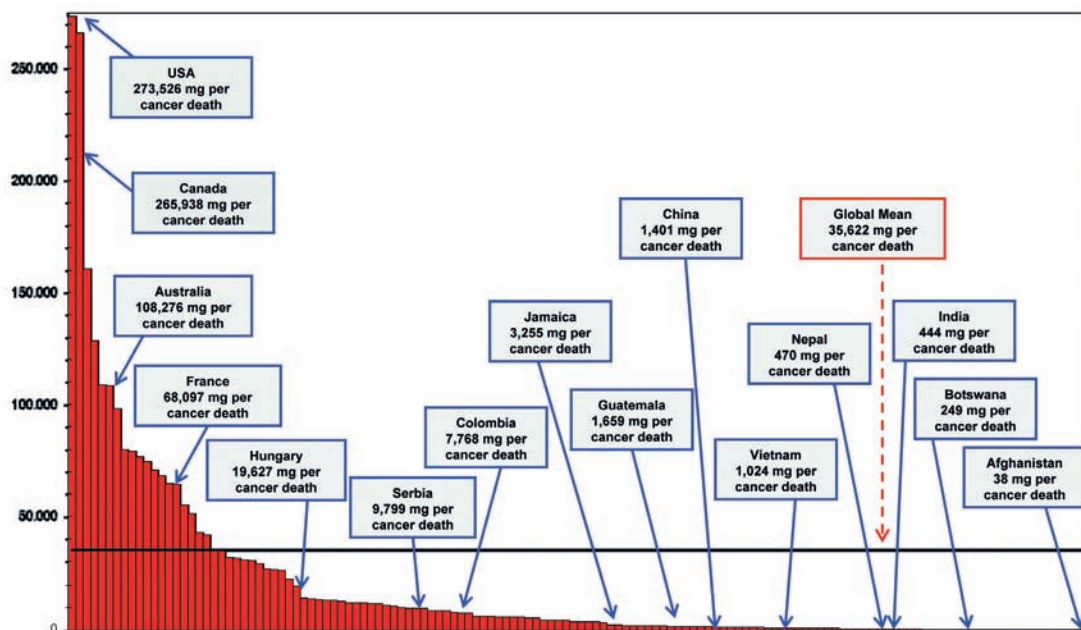 250.000
200.000
150.000
100.000
50.000
0
USA
273,526 mg per
cancer death
Canada
265,938 mg per
cancer death
Australia
108,276 mg per
cancer death
France
68,097 mg per
cancer death
Hungary
19,627 mg per
cancer death
Serbia
9,799 mg per
cancer death
Colombia
7,768 mg per
cancer death
Jamaica
3,255 mg per
cancer death
Guatemala
1,659 mg per
cancer death
China
1,401 mg per
cancer death
Vietnam
1,024 mg per
cancer death
Nepal
470 mg per
cancer death
Global Mean
35,622 mg per
cancer death
India
444 mg per
cancer death
Botswana
249 mg per
cancer death
Afghanistan
38 mg per
cancer death